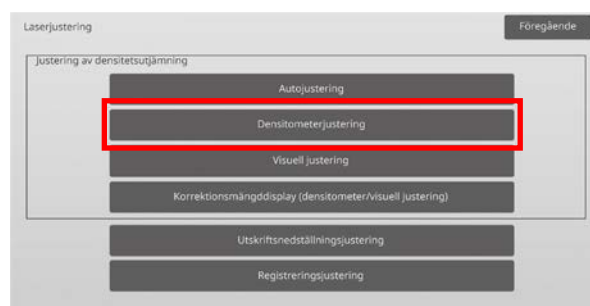 Laserjustering
Föregående
Justering av densitetsutjämning
Autojustering
Densitometerjustering
Visuell justering
Korrektionsmängddisplay (densitometer/visuell justering)
Utskriftsnedställningsjustering
Registreringsjustering